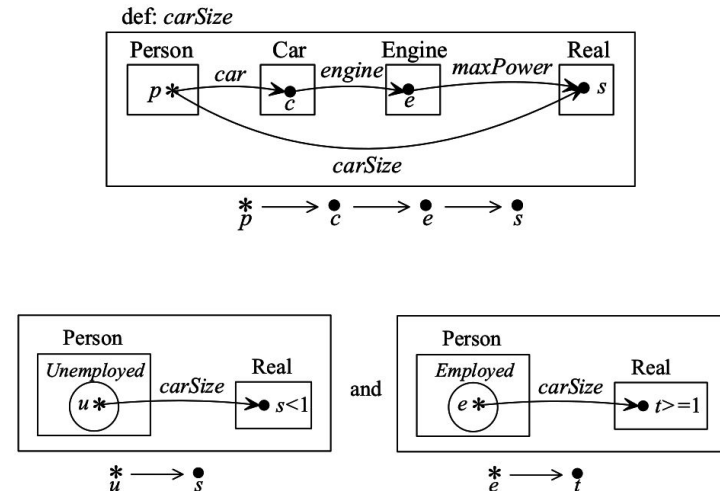 def: carSize
Person Car Engine Real
car engine maxPower
p* c e s
carSize
* → • → • → •
p c e s
Person Person
Unemployed Real Employed Real
carSize and carSize
u* s<1 e* t>=1
* → • * → •
u s e t